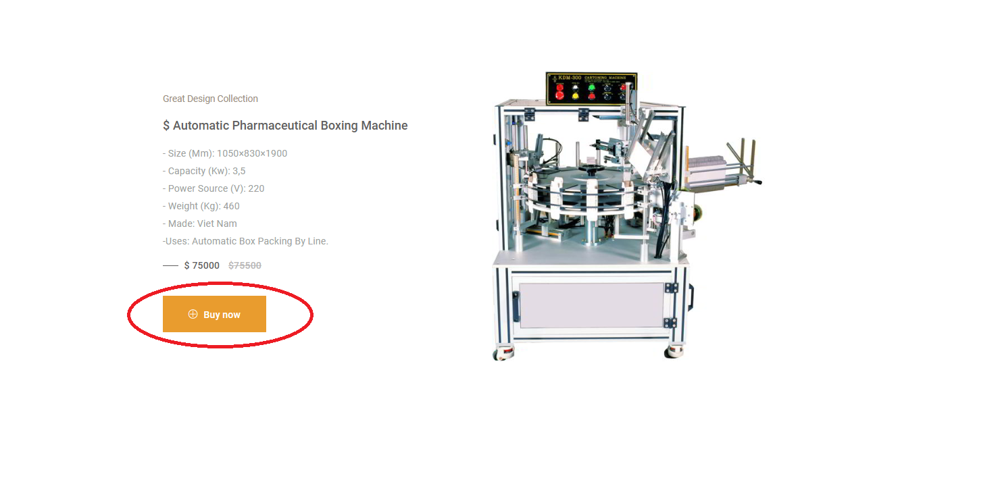 Great Design Collection
$ Automatic Pharmaceutical Boxing Machine
- Size (Mm): 1050×830×1900
- Capacity (Kw): 3,5
- Power Source (V): 220
- Weight (Kg): 460
- Made: Viet Nam
-Uses: Automatic Box Packing By Line.
$ 75000 $75500
Buy now
KDM-300 CARTONING MACHINE